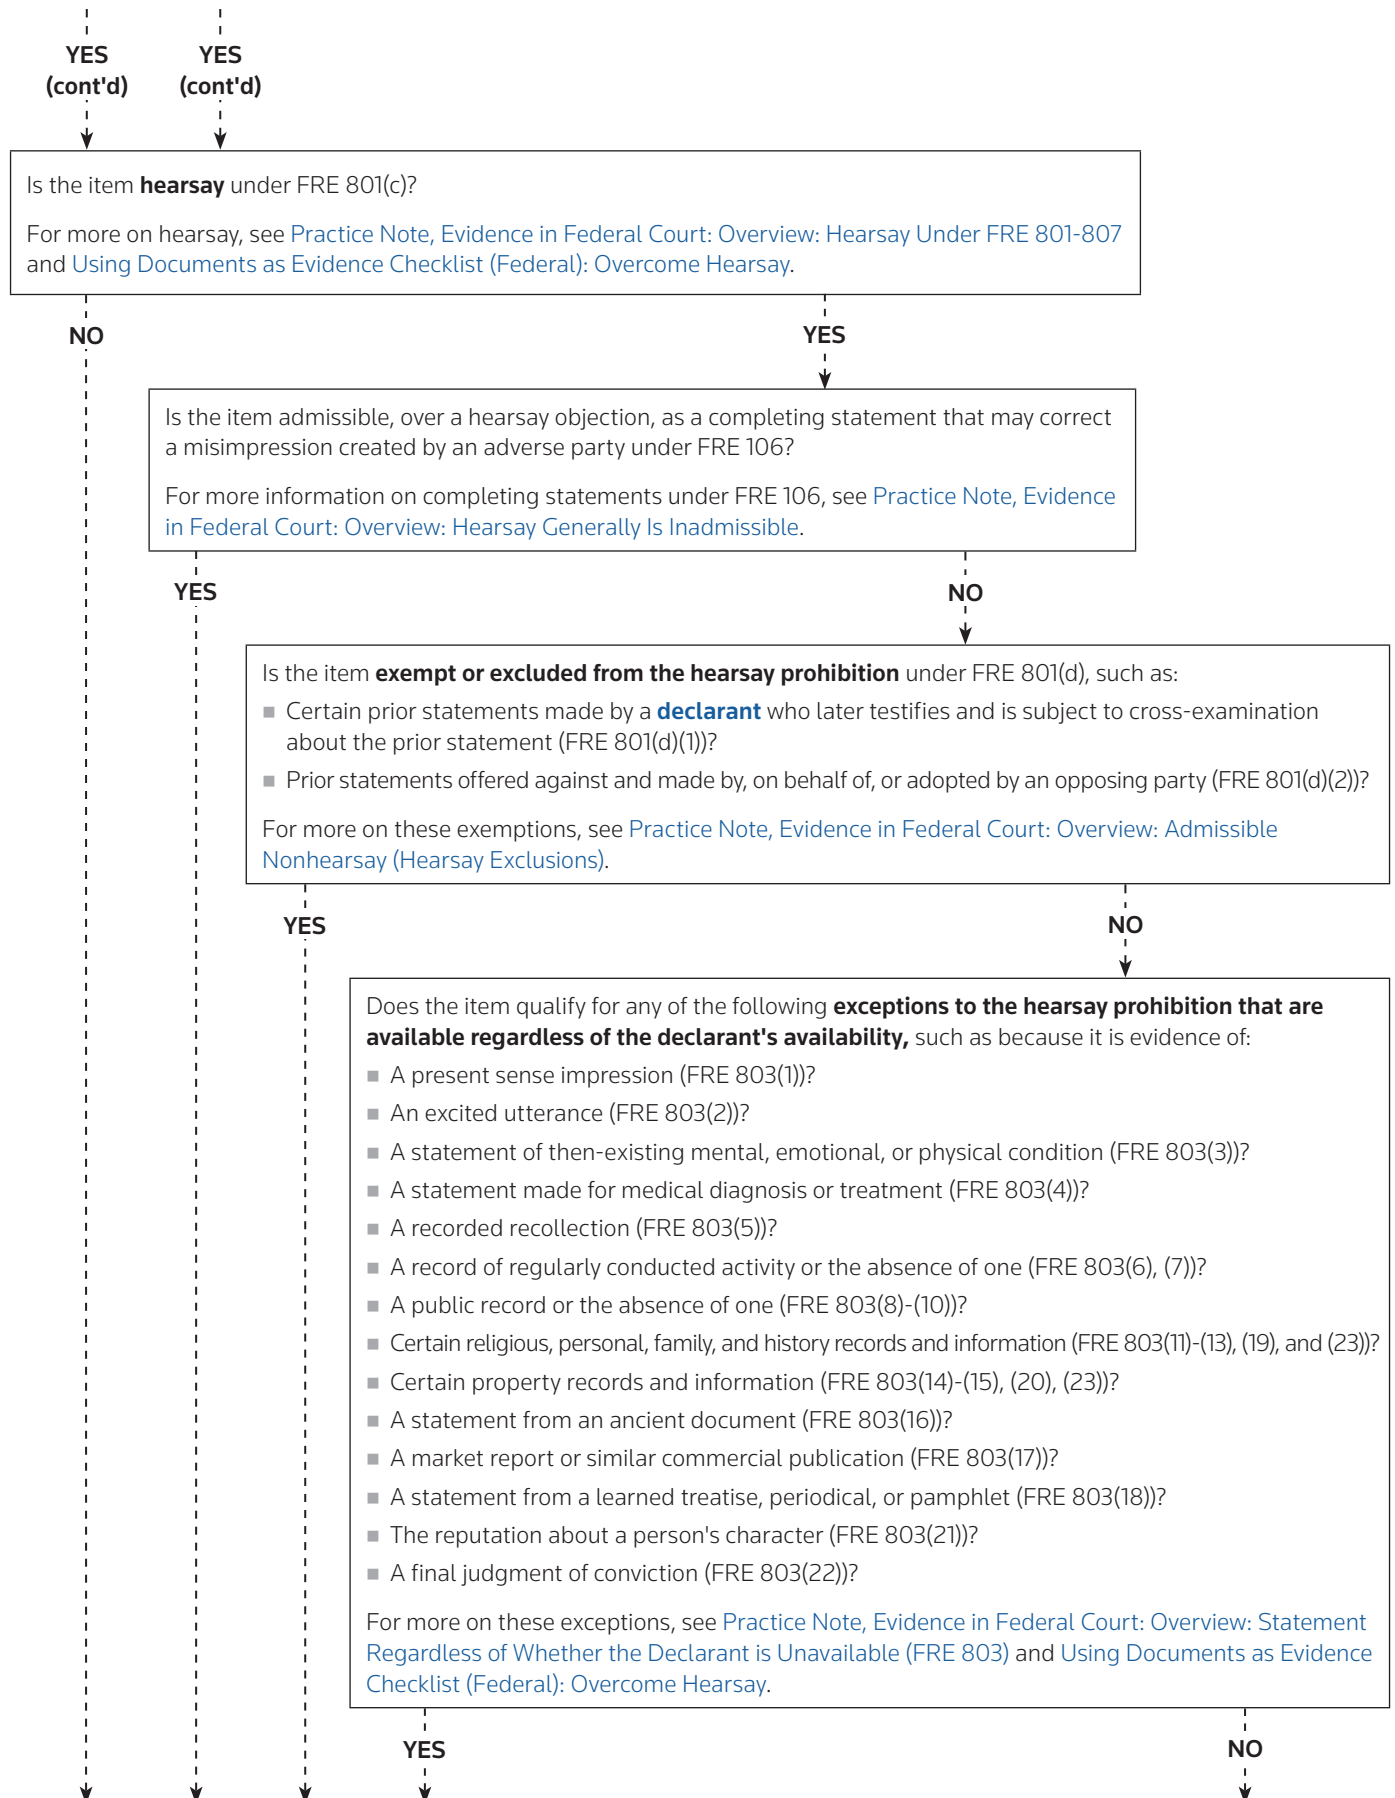 YES YES
(cont'd) (cont'd)
Is the item hearsay under FRE 801(c)?
For more on hearsay, see Practice Note, Evidence in Federal Court: Overview: Hearsay Under FRE 801-807
and Using Documents as Evidence Checklist (Federal): Overcome Hearsay.
NO YES
Is the item admissible, over a hearsay objection, as a completing statement that may correct
a misimpression created by an adverse party under FRE 106?
For more information on completing statements under FRE 106, see Practice Note, Evidence
in Federal Court: Overview: Hearsay Generally Is Inadmissible.
YES NO
Is the item exempt or excluded from the hearsay prohibition under FRE 801(d), such as:
■ Certain prior statements made by a declarant who later testifies and is subject to cross-examination
about the prior statement (FRE 801(d)(1))?
■ Prior statements offered against and made by, on behalf of, or adopted by an opposing party (FRE 801(d)(2))?
For more on these exemptions, see Practice Note, Evidence in Federal Court: Overview: Admissible
Nonhearsay (Hearsay Exclusions).
YES NO
Does the item qualify for any of the following exceptions to the hearsay prohibition that are
available regardless of the declarant's availability, such as because it is evidence of:
■ A present sense impression (FRE 803(1))?
■ An excited utterance (FRE 803(2))?
■ A statement of then-existing mental, emotional, or physical condition (FRE 803(3))?
■ A statement made for medical diagnosis or treatment (FRE 803(4))?
■ A recorded recollection (FRE 803(5))?
■ A record of regularly conducted activity or the absence of one (FRE 803(6), (7))?
■ A public record or the absence of one (FRE 803(8)-(10))?
■ Certain religious, personal, family, and history records and information (FRE 803(11)-(13), (19), and (23))?
■ Certain property records and information (FRE 803(14)-(15), (20), (23))?
■ A statement from an ancient document (FRE 803(16))?
■ A market report or similar commercial publication (FRE 803(17))?
■ A statement from a learned treatise, periodical, or pamphlet (FRE 803(18))?
■ The reputation about a person's character (FRE 803(21))?
■ A final judgment of conviction (FRE 803(22))?
For more on these exceptions, see Practice Note, Evidence in Federal Court: Overview: Statement
Regardless of Whether the Declarant is Unavailable (FRE 803) and Using Documents as Evidence
Checklist (Federal): Overcome Hearsay.
YES NO